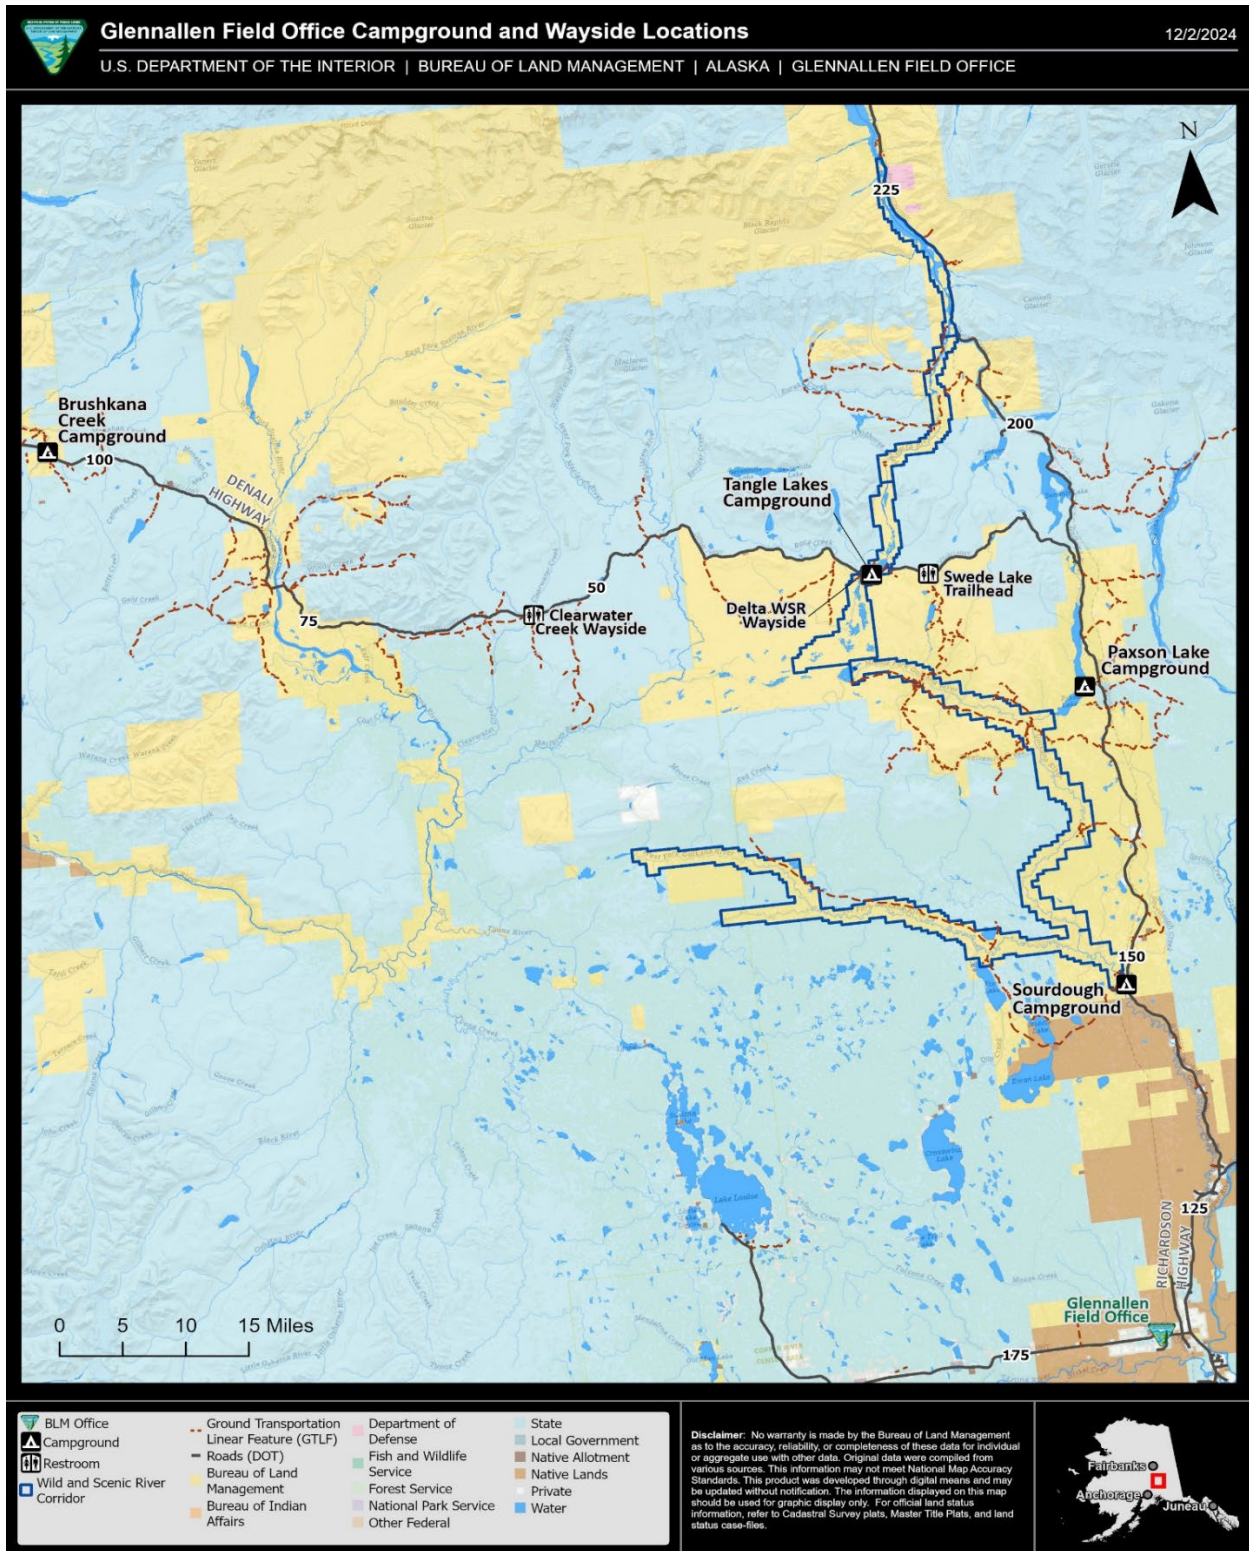 Glennallen Field Office Campground and Wayside Locations
12/2/2024
U.S. DEPARTMENT OF THE INTERIOR | BUREAU OF LAND MANAGEMENT | ALASKA | GLENNALLEN FIELD OFFICE
N
225
Black Rapids
Glacier
Brushkana
Creek
Campground
100
DENALI
HIGHWAY
200
Tangle Lakes
Campground
50
Swede Lake
Trailhead
Clearwater
Creek Wayside
Delta WSR
Wayside
75
Paxson Lake
Campground
150
Sourdough
Campground
Ewan Lake
Lake Louise
125
RICHARDSON
HIGHWAY
Glennallen
Field Office
175
0 5 10 15 Miles
BLM Office
Campground
Restroom
Wild and Scenic River
Corridor
Ground Transportation
Linear Feature (GTLF)
Roads (DOT)
Bureau of Land
Management
Bureau of Indian
Affairs
Department of
Defense
Fish and Wildlife
Service
Forest Service
National Park Service
Other Federal
State
Local Government
Native Allotment
Native Lands
Private
Water
Disclaimer: No warranty is made by the Bureau of Land Management
as to the accuracy, reliability, or completeness of these data for individual
or aggregate use with other data. Original data were compiled from
various sources. This information may not meet National Map Accuracy
Standards. This product was developed through digital means and may
be updated without notification. The information displayed on this map
should be used for graphic display only. For official land status
information, refer to Cadastral Survey plats, Master Title Plats, and land
status case-files.
Fairbanks
Anchorage
Juneau